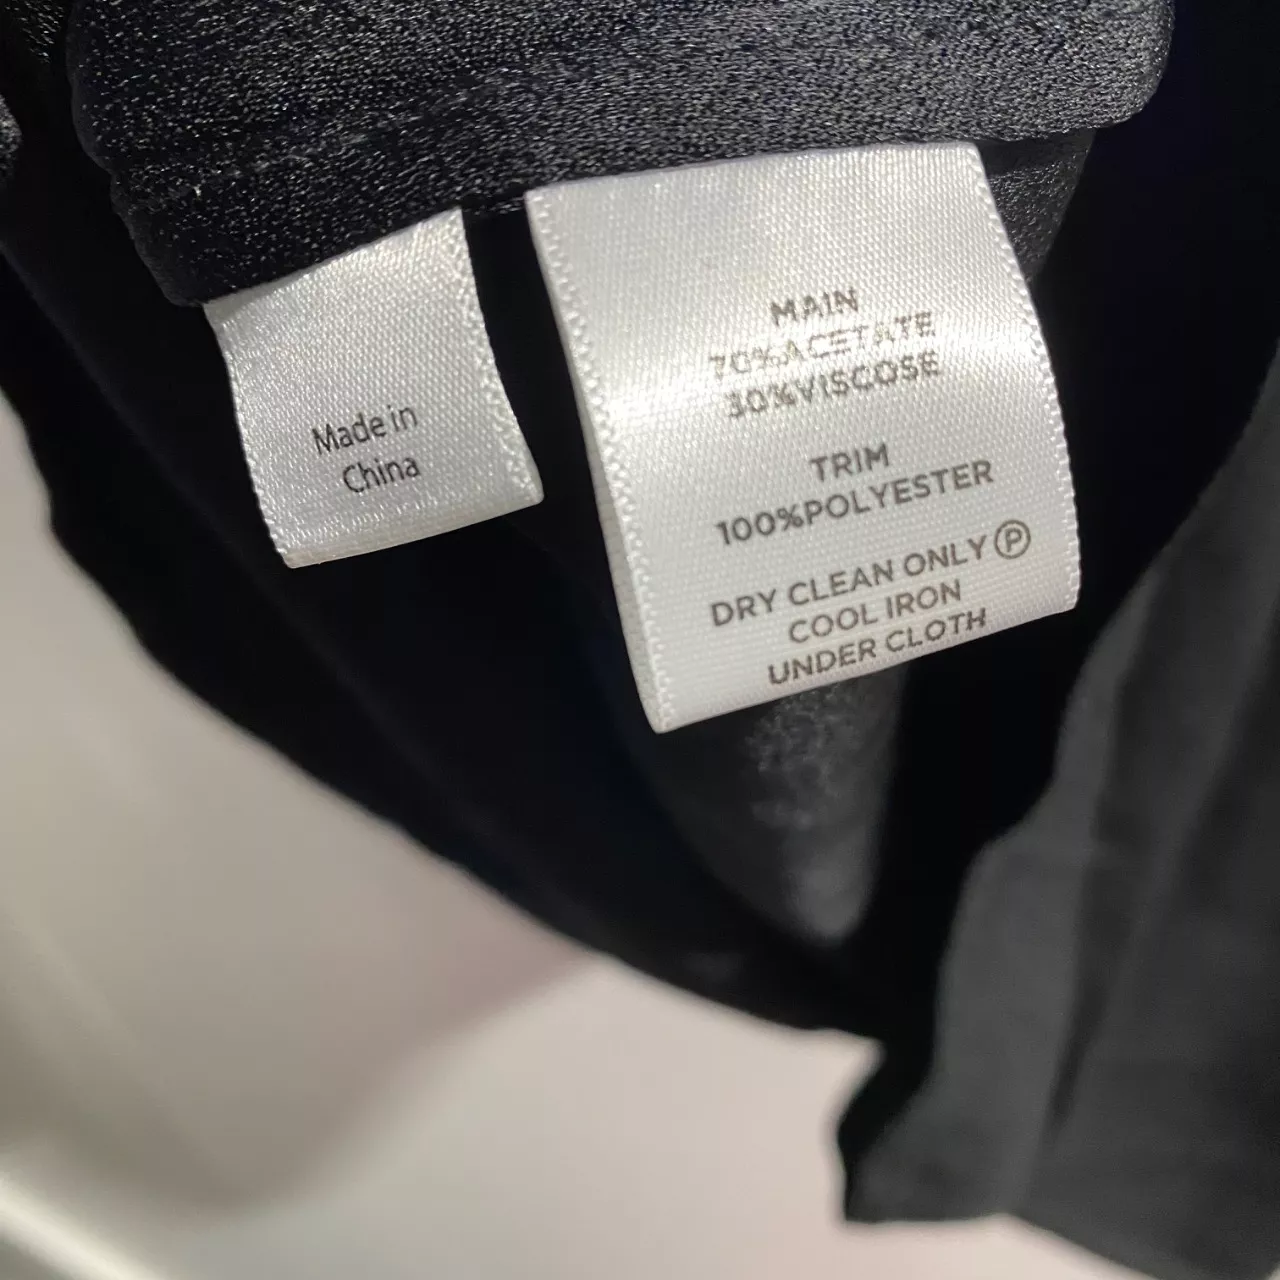 Made in
China
MAIN
70%ACETATE
30%VISCOSE
TRIM
100%POLYESTER
DRY CLEAN ONLY Ⓟ
COOL IRON
UNDER CLOTH